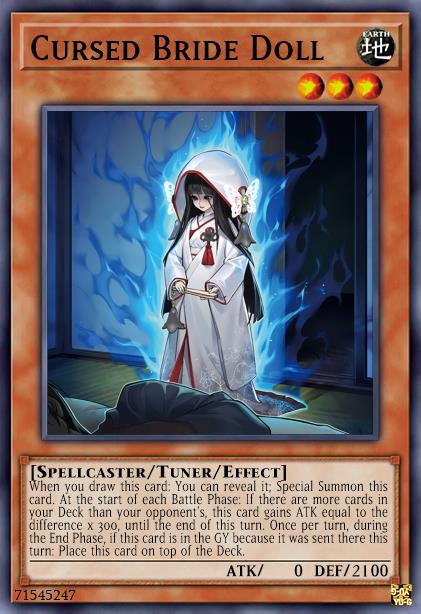 CURSED BRIDE DOLL
EARTH
地
[SPELLCASTER/TUNER/EFFECT]
When you draw this card: You can reveal it; Special Summon this
card. At the start of each Battle Phase: If there are more cards in
your Deck than your opponent's, this card gains ATK equal to the
difference x 300, until the end of this turn. Once per turn, during
the End Phase, if this card is in the GY because it was sent there
this turn: Place this card on top of the Deck.
ATK/ 0 DEF/2100
71545247